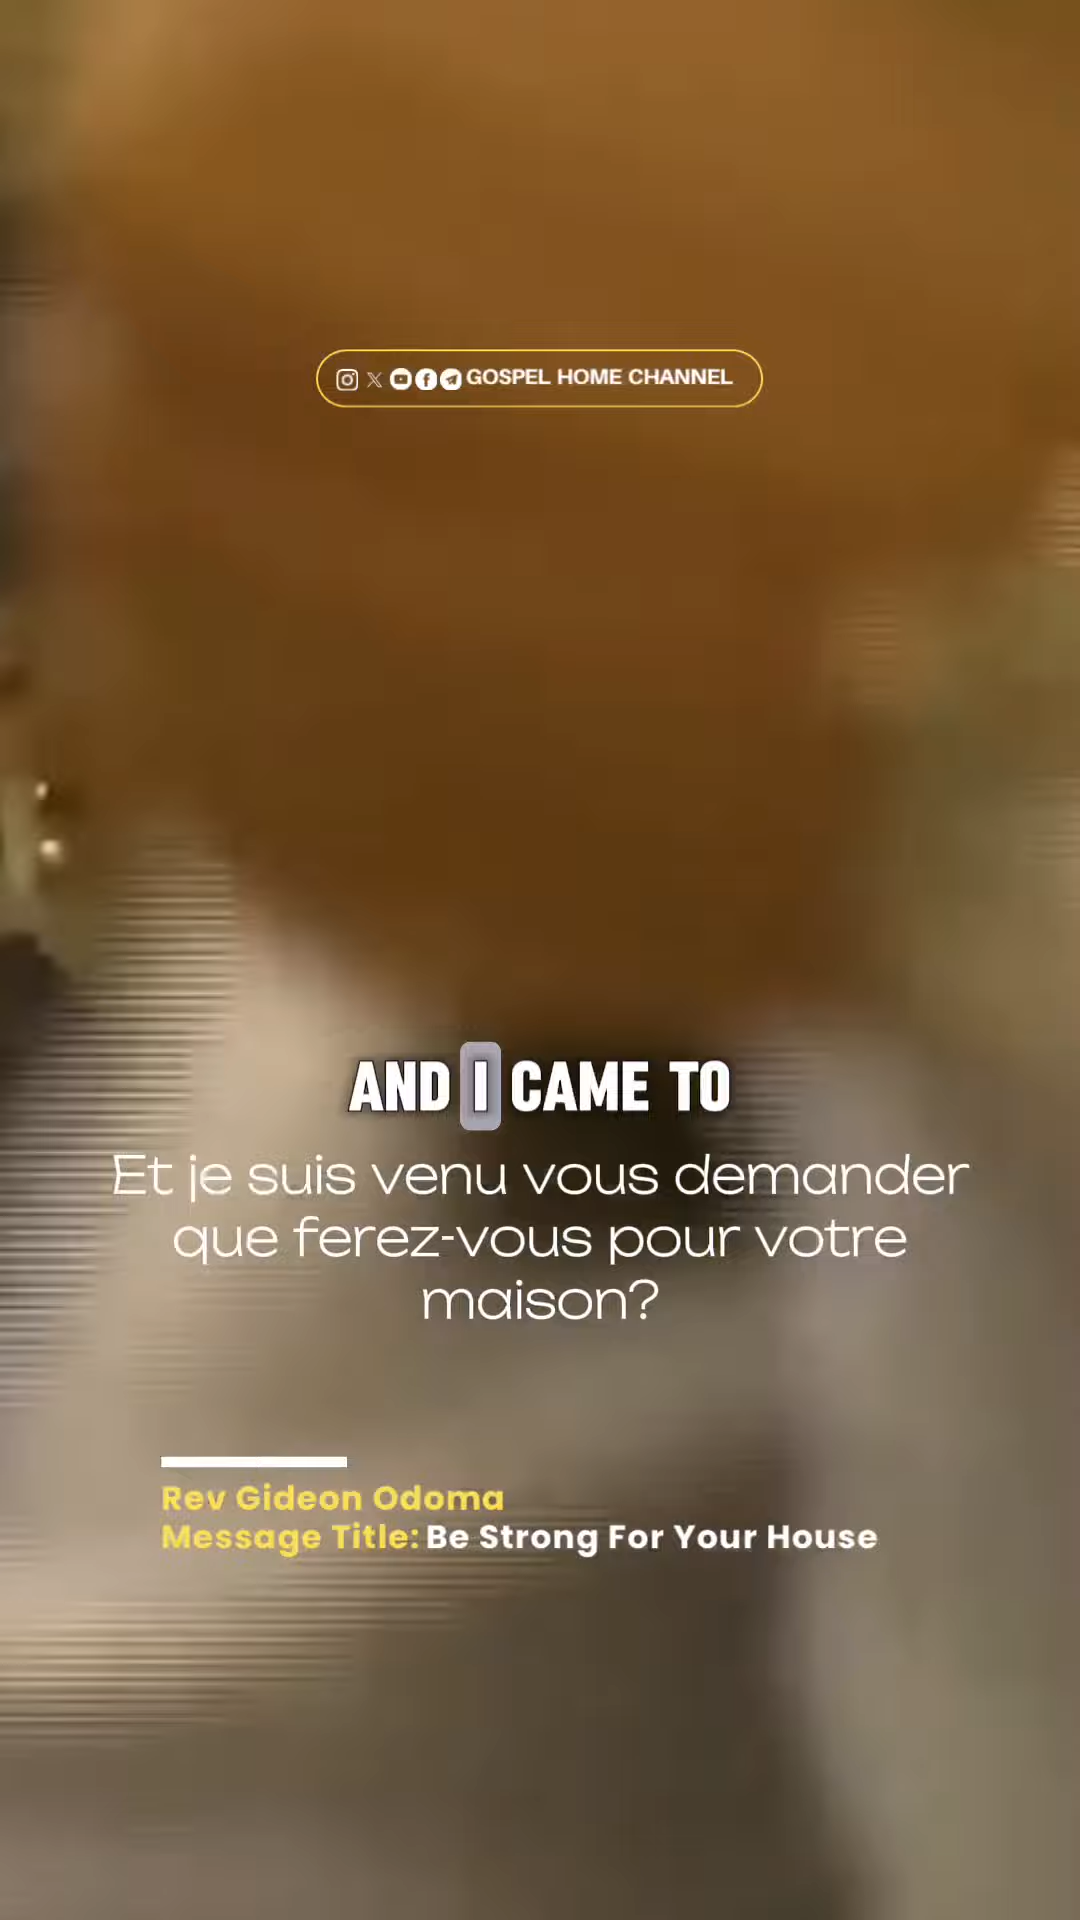 GOSPEL HOME CHANNEL
AND I CAME TO
Et je suis venu vous demander
que ferez-vous pour votre
maison?
Rev Gideon Odoma
Message Title: Be Strong For Your House